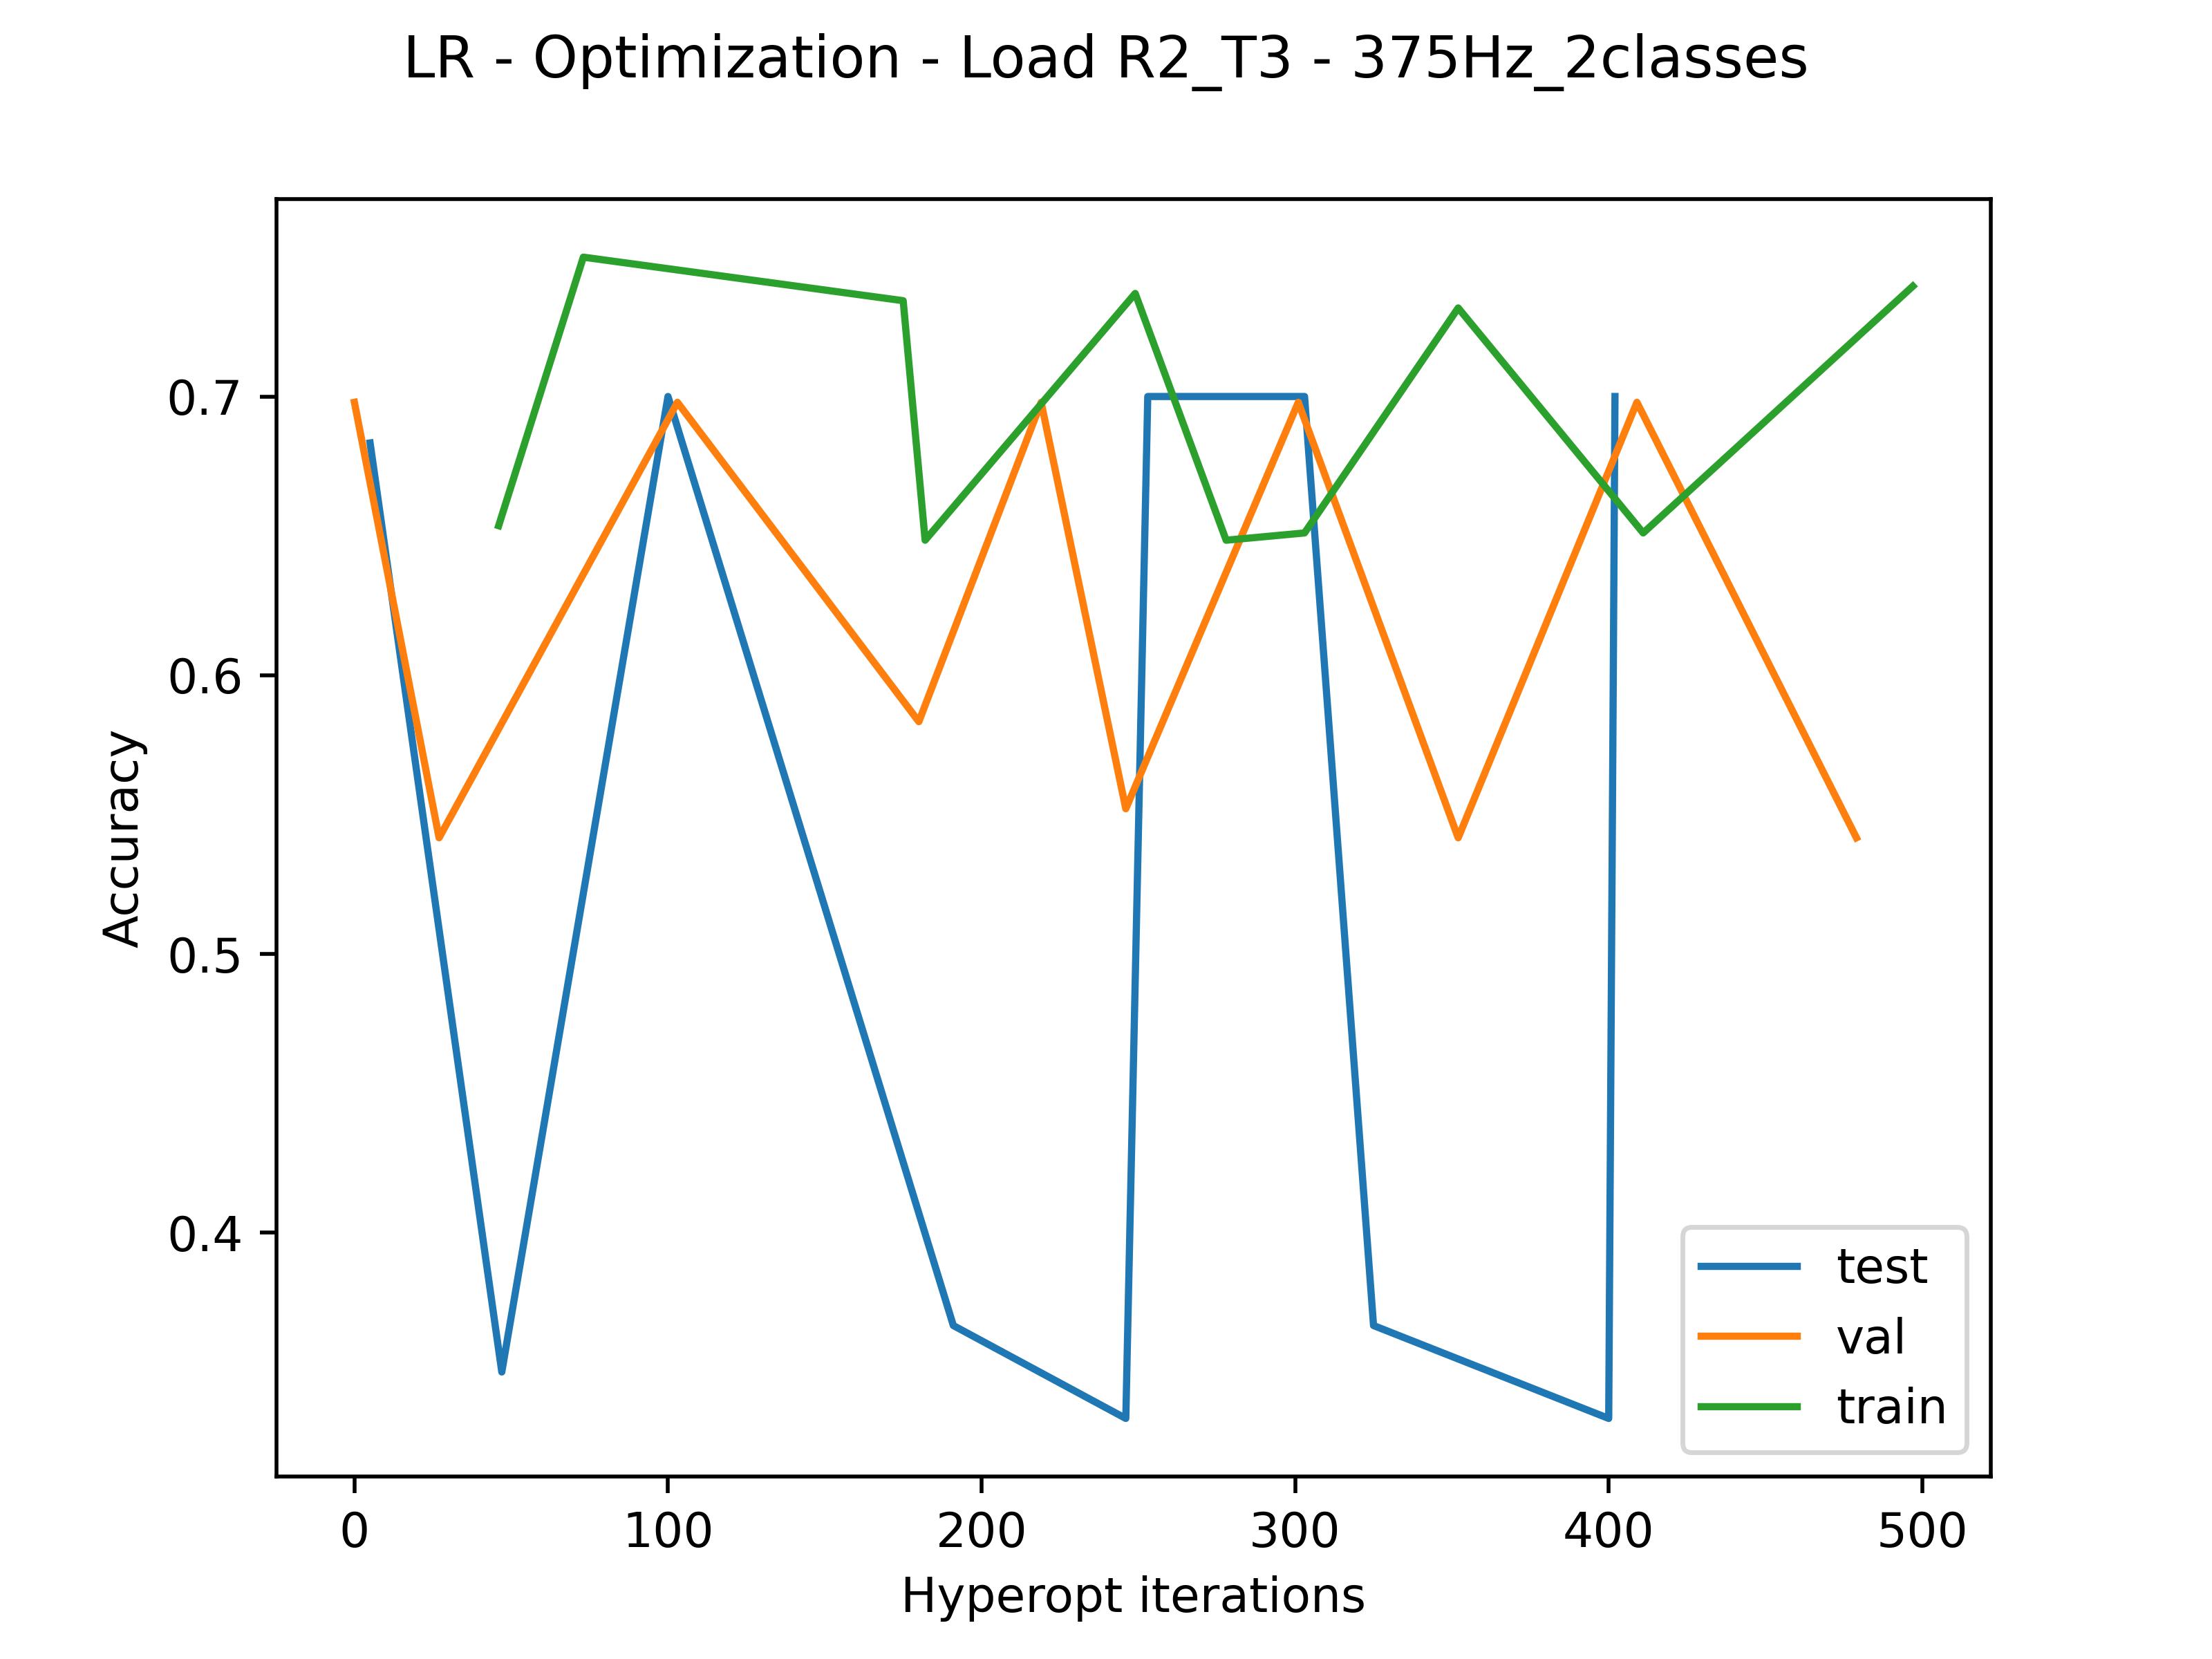 LR - Optimization - Load R2_T3 - 375Hz_2classes
0.7
0.6
0.5
0.4
Accuracy
test
val
train
0 100 200 300 400 500
Hyperopt iterations